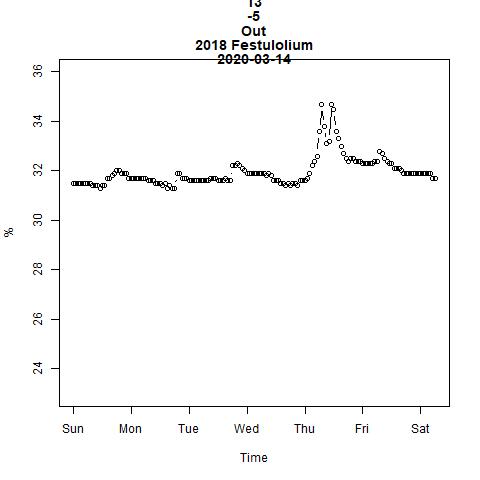 13
-5
Out
2018 Festulolium
2020-03-14
36
34
32
30
28
26
24
%
Sun Mon Tue Wed Thu Fri Sat
Time